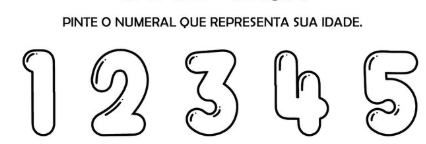 PINTE O NUMERAL QUE REPRESENTA SUA IDADE.
1 2 3 4 5